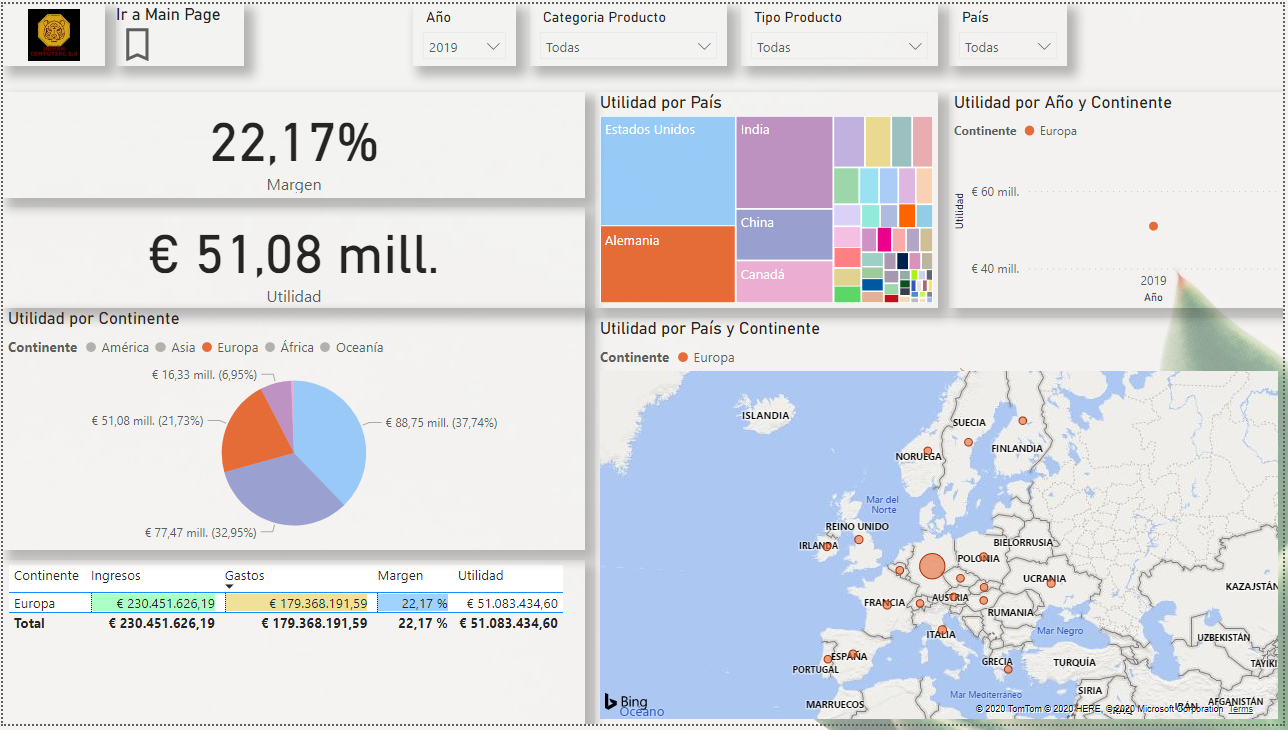 Ir a Main Page
Año
2019
Categoria Producto
Todas
Tipo Producto
Todas
País
Todas
22,17%
Margen
€ 51,08 mill.
Utilidad
Utilidad por País
Estados Unidos
Alemania
India
China
Canadá
Utilidad por Año y Continente
Continente Europa
Utilidad
€ 60 mill.
€ 40 mill.
2019
Año
Utilidad por Continente
Continente América Asia Europa África Oceanía
€ 16,33 mill. (6,95%)
€ 51,08 mill. (21,73%)
€ 88,75 mill. (37,74%)
€ 77,47 mill. (32,95%)
Continente Ingresos Gastos Margen Utilidad
Europa € 230.451.626,19 € 179.368.191,59 22,17 % € 51.083.434,60
Total € 230.451.626,19 € 179.368.191,59 22,17 % € 51.083.434,60
Utilidad por País y Continente
Continente Europa
ISLANDIA
SUECIA
FINLANDIA
NORUEGA
Mar del
Norte
REINO UNIDO
IRLANDA
BIELORRUSIA
POLONIA
UCRANIA
KAZAJSTÁN
AUSTRIA
FRANCIA
RUMANIA
ITALIA
Mar Negro
UZBEKISTÁN
ESPAÑA
PORTUGAL
GRECIA
TURQUÍA
TAYIKI
Mar Mediterráneo
SIRIA
IRÁN
AFGANISTÁN
MARRUECOS
Bing
Océano
© 2020 TomTom © 2020 HERE, © 2020 Microsoft Corporation Terms